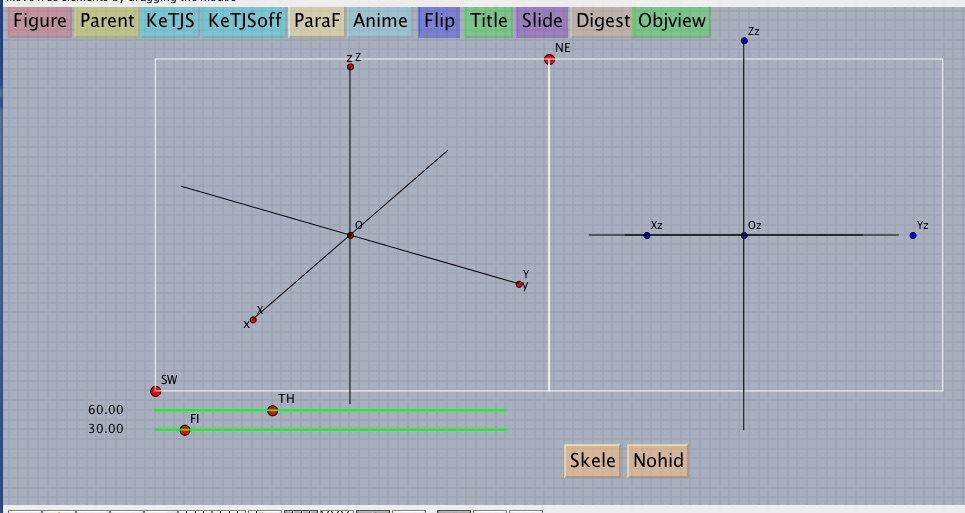 Figure Parent KeTJS KeTJSoff ParaF Anime Flip Title Slide Digest Objview
Zz
NE
z Z
O
Xz
Oz
Yz
Y
y
X
x
SW
TH
60.00
FI
30.00
Skele Nohid